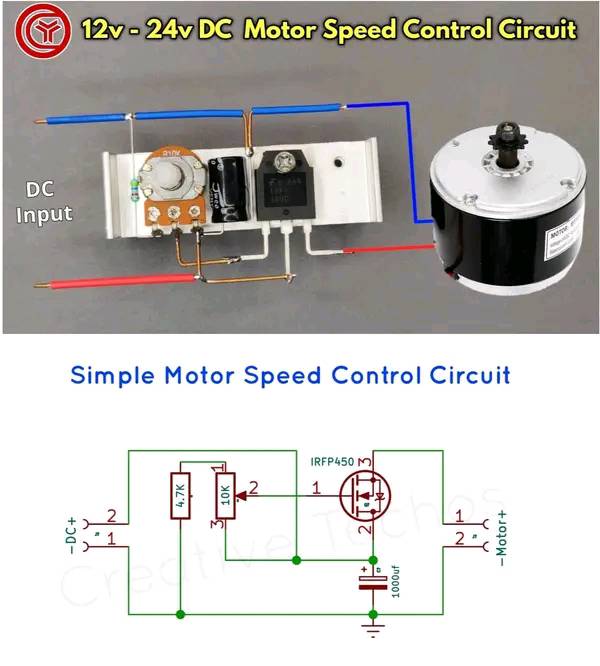 12v - 24v DC Motor Speed Control Circuit
B10K
DC
Input
Simple Motor Speed Control Circuit
IRFP450
3
4.7K
1
10K
2
1
3
2
DC+
2
1
-
1000uf
+
1
2
Motor+
-
Creative Techos